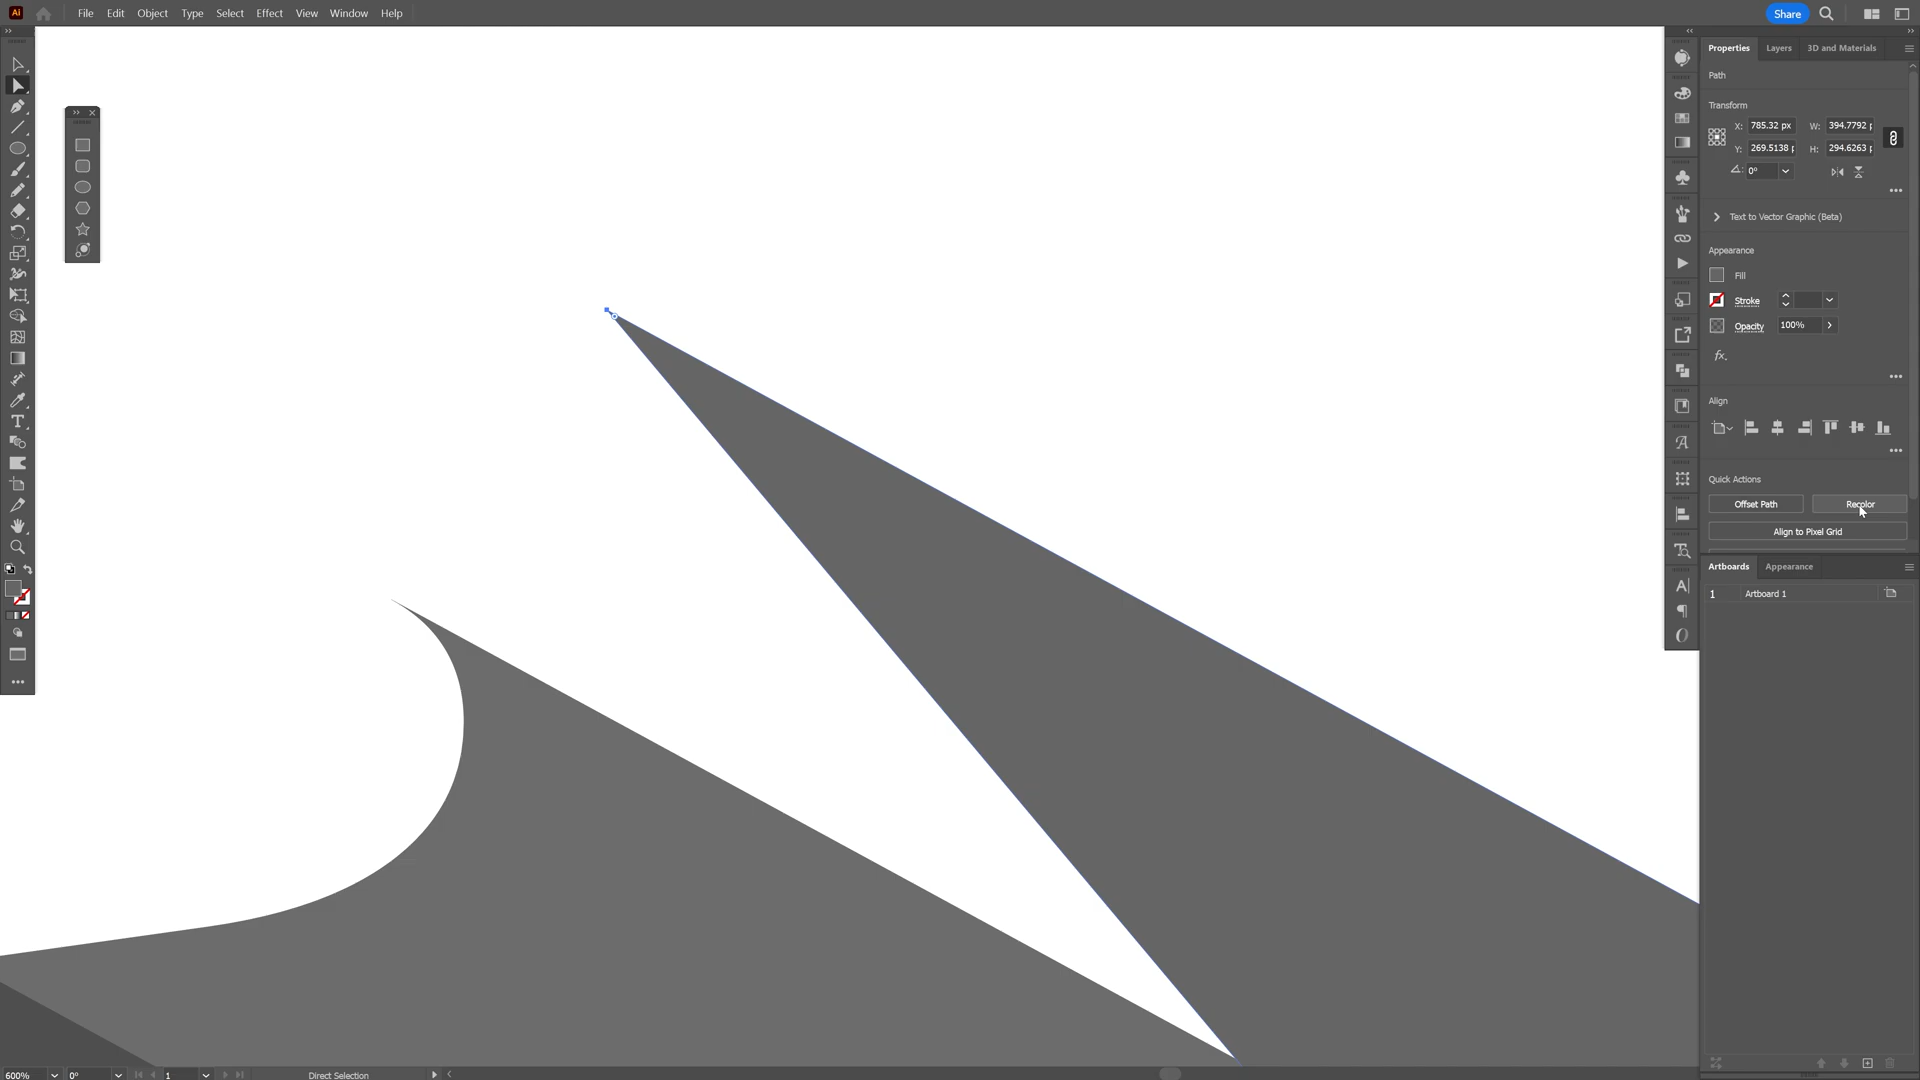 Ai
File Edit Object Type Select Effect View Window Help
Share
Properties Layers 3D and Materials
Path
Transform
X: 785.32 px W: 394.7792 p
Y: 269.5138 p H: 294.6263 p
0°
Text to Vector Graphic (Beta)
Appearance
Fill
Stroke
Opacity 100%
fx.
Align
Quick Actions
Offset Path Recolor
Align to Pixel Grid
Artboards Appearance
1 Artboard 1
600% 0° 1 Direct Selection